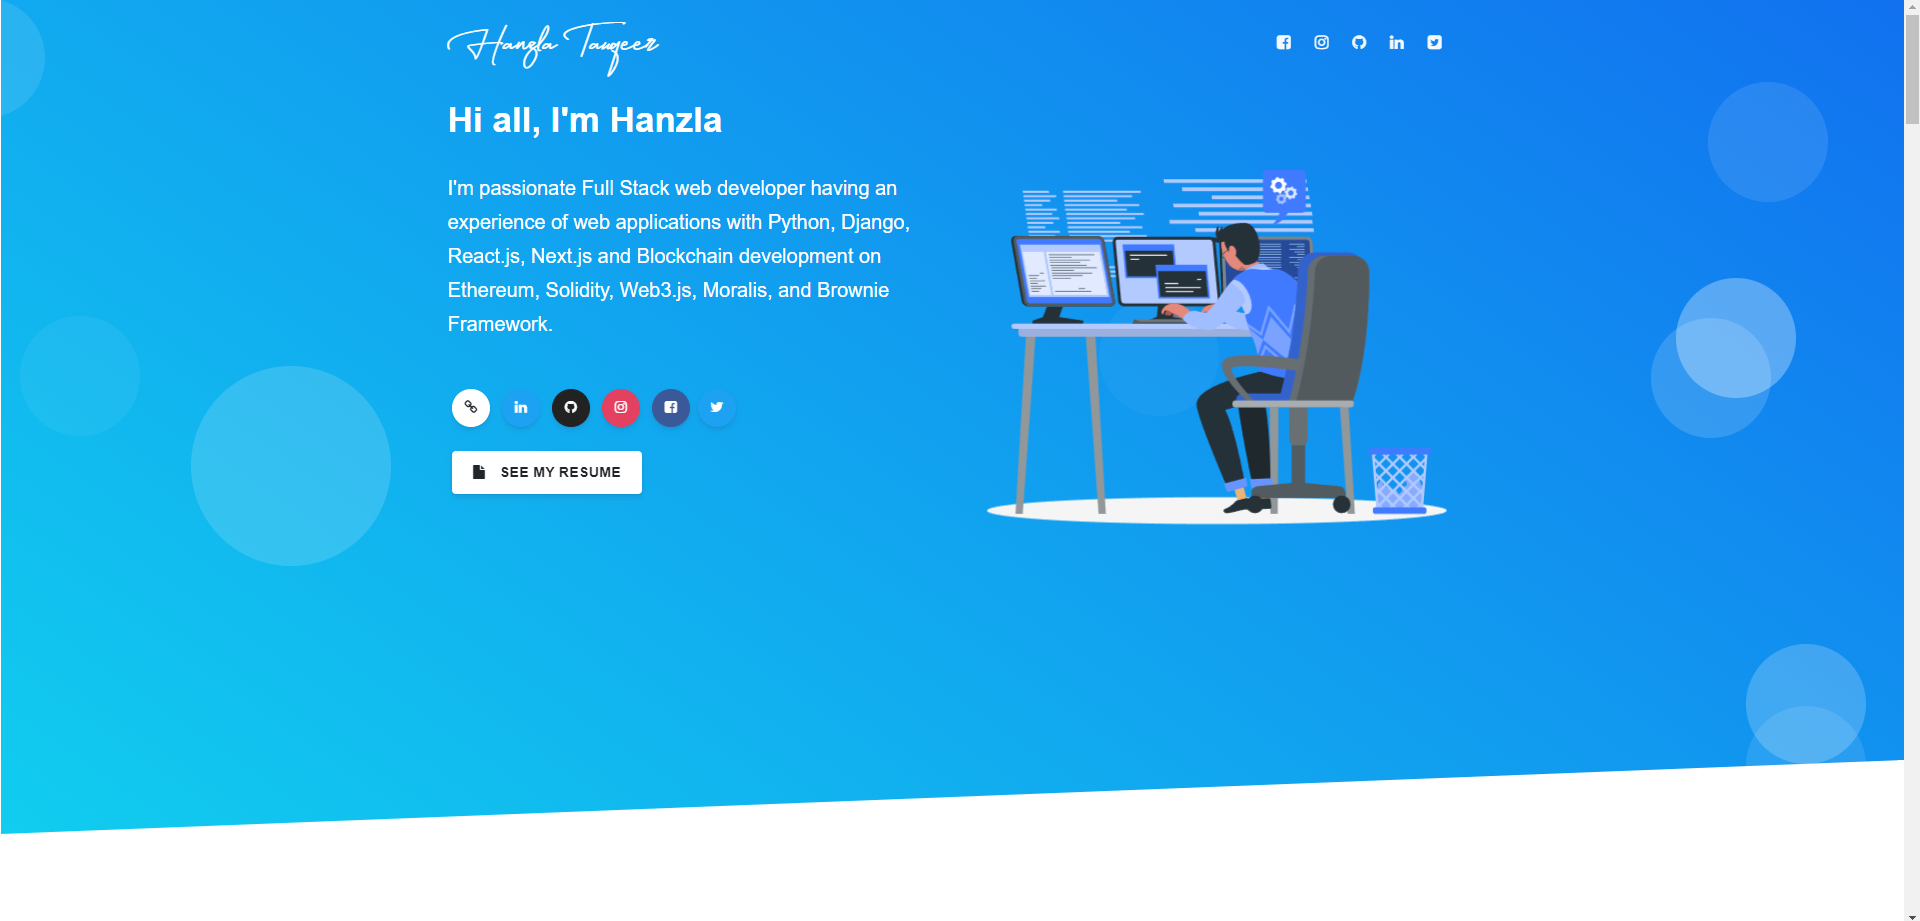 Hanzla Tauqeer
Hi all, I'm Hanzla
I'm passionate Full Stack web developer having an
experience of web applications with Python, Django,
React.js, Next.js and Blockchain development on
Ethereum, Solidity, Web3.js, Moralis, and Brownie
Framework.
SEE MY RESUME